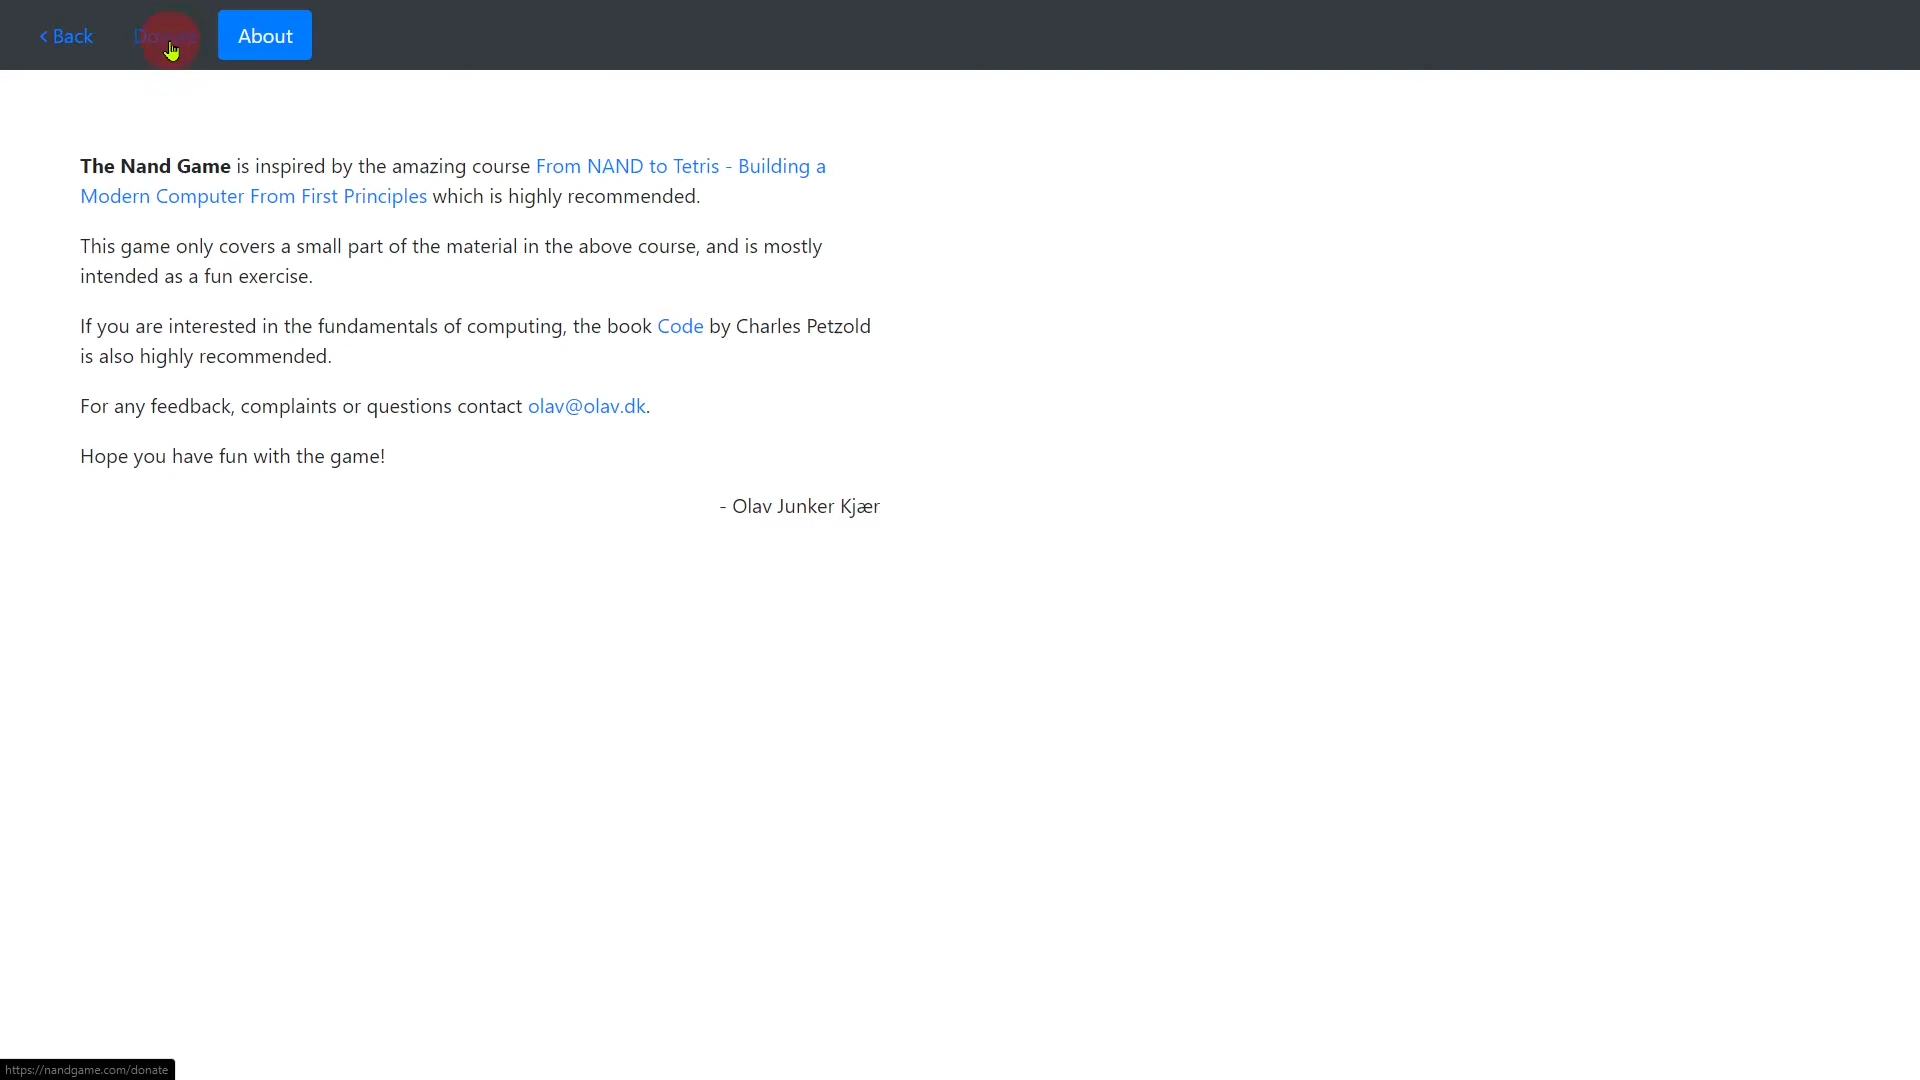 < Back Donate About
The Nand Game is inspired by the amazing course From NAND to Tetris - Building a
Modern Computer From First Principles which is highly recommended.
This game only covers a small part of the material in the above course, and is mostly
intended as a fun exercise.
If you are interested in the fundamentals of computing, the book Code by Charles Petzold
is also highly recommended.
For any feedback, complaints or questions contact olav@olav.dk.
Hope you have fun with the game!
- Olav Junker Kjær
https://nandgame.com/donate